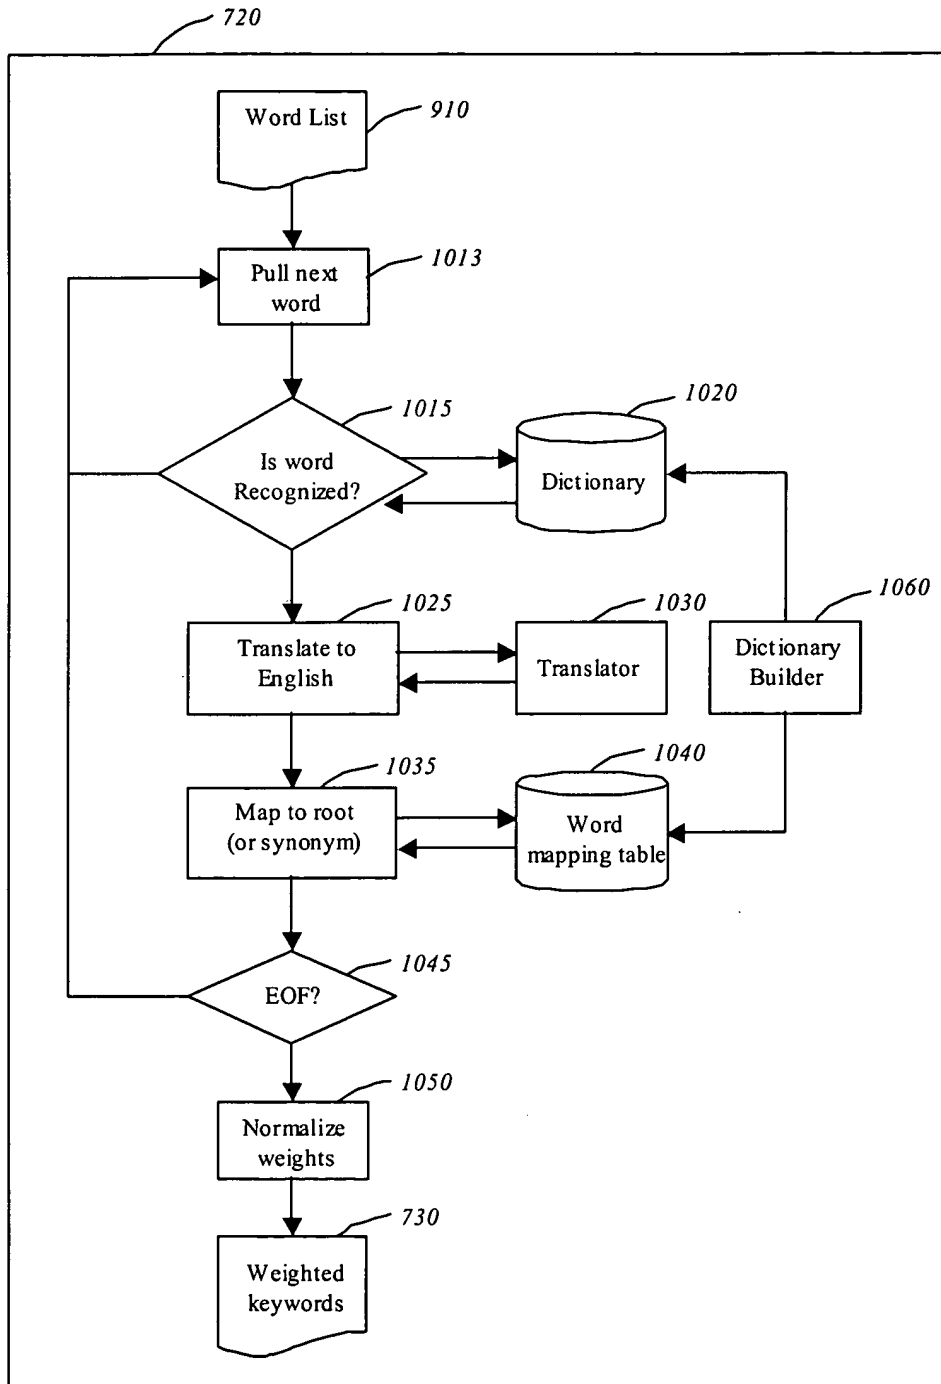 720
Word List
910
Pull next
word
1013
1015
Is word
Recognized?
1020
Dictionary
1025
Translate to
English
1030
Translator
1060
Dictionary
Builder
1035
Map to root
(or synonym)
1040
Word
mapping table
1045
EOF?
1050
Normalize
weights
730
Weighted
keywords